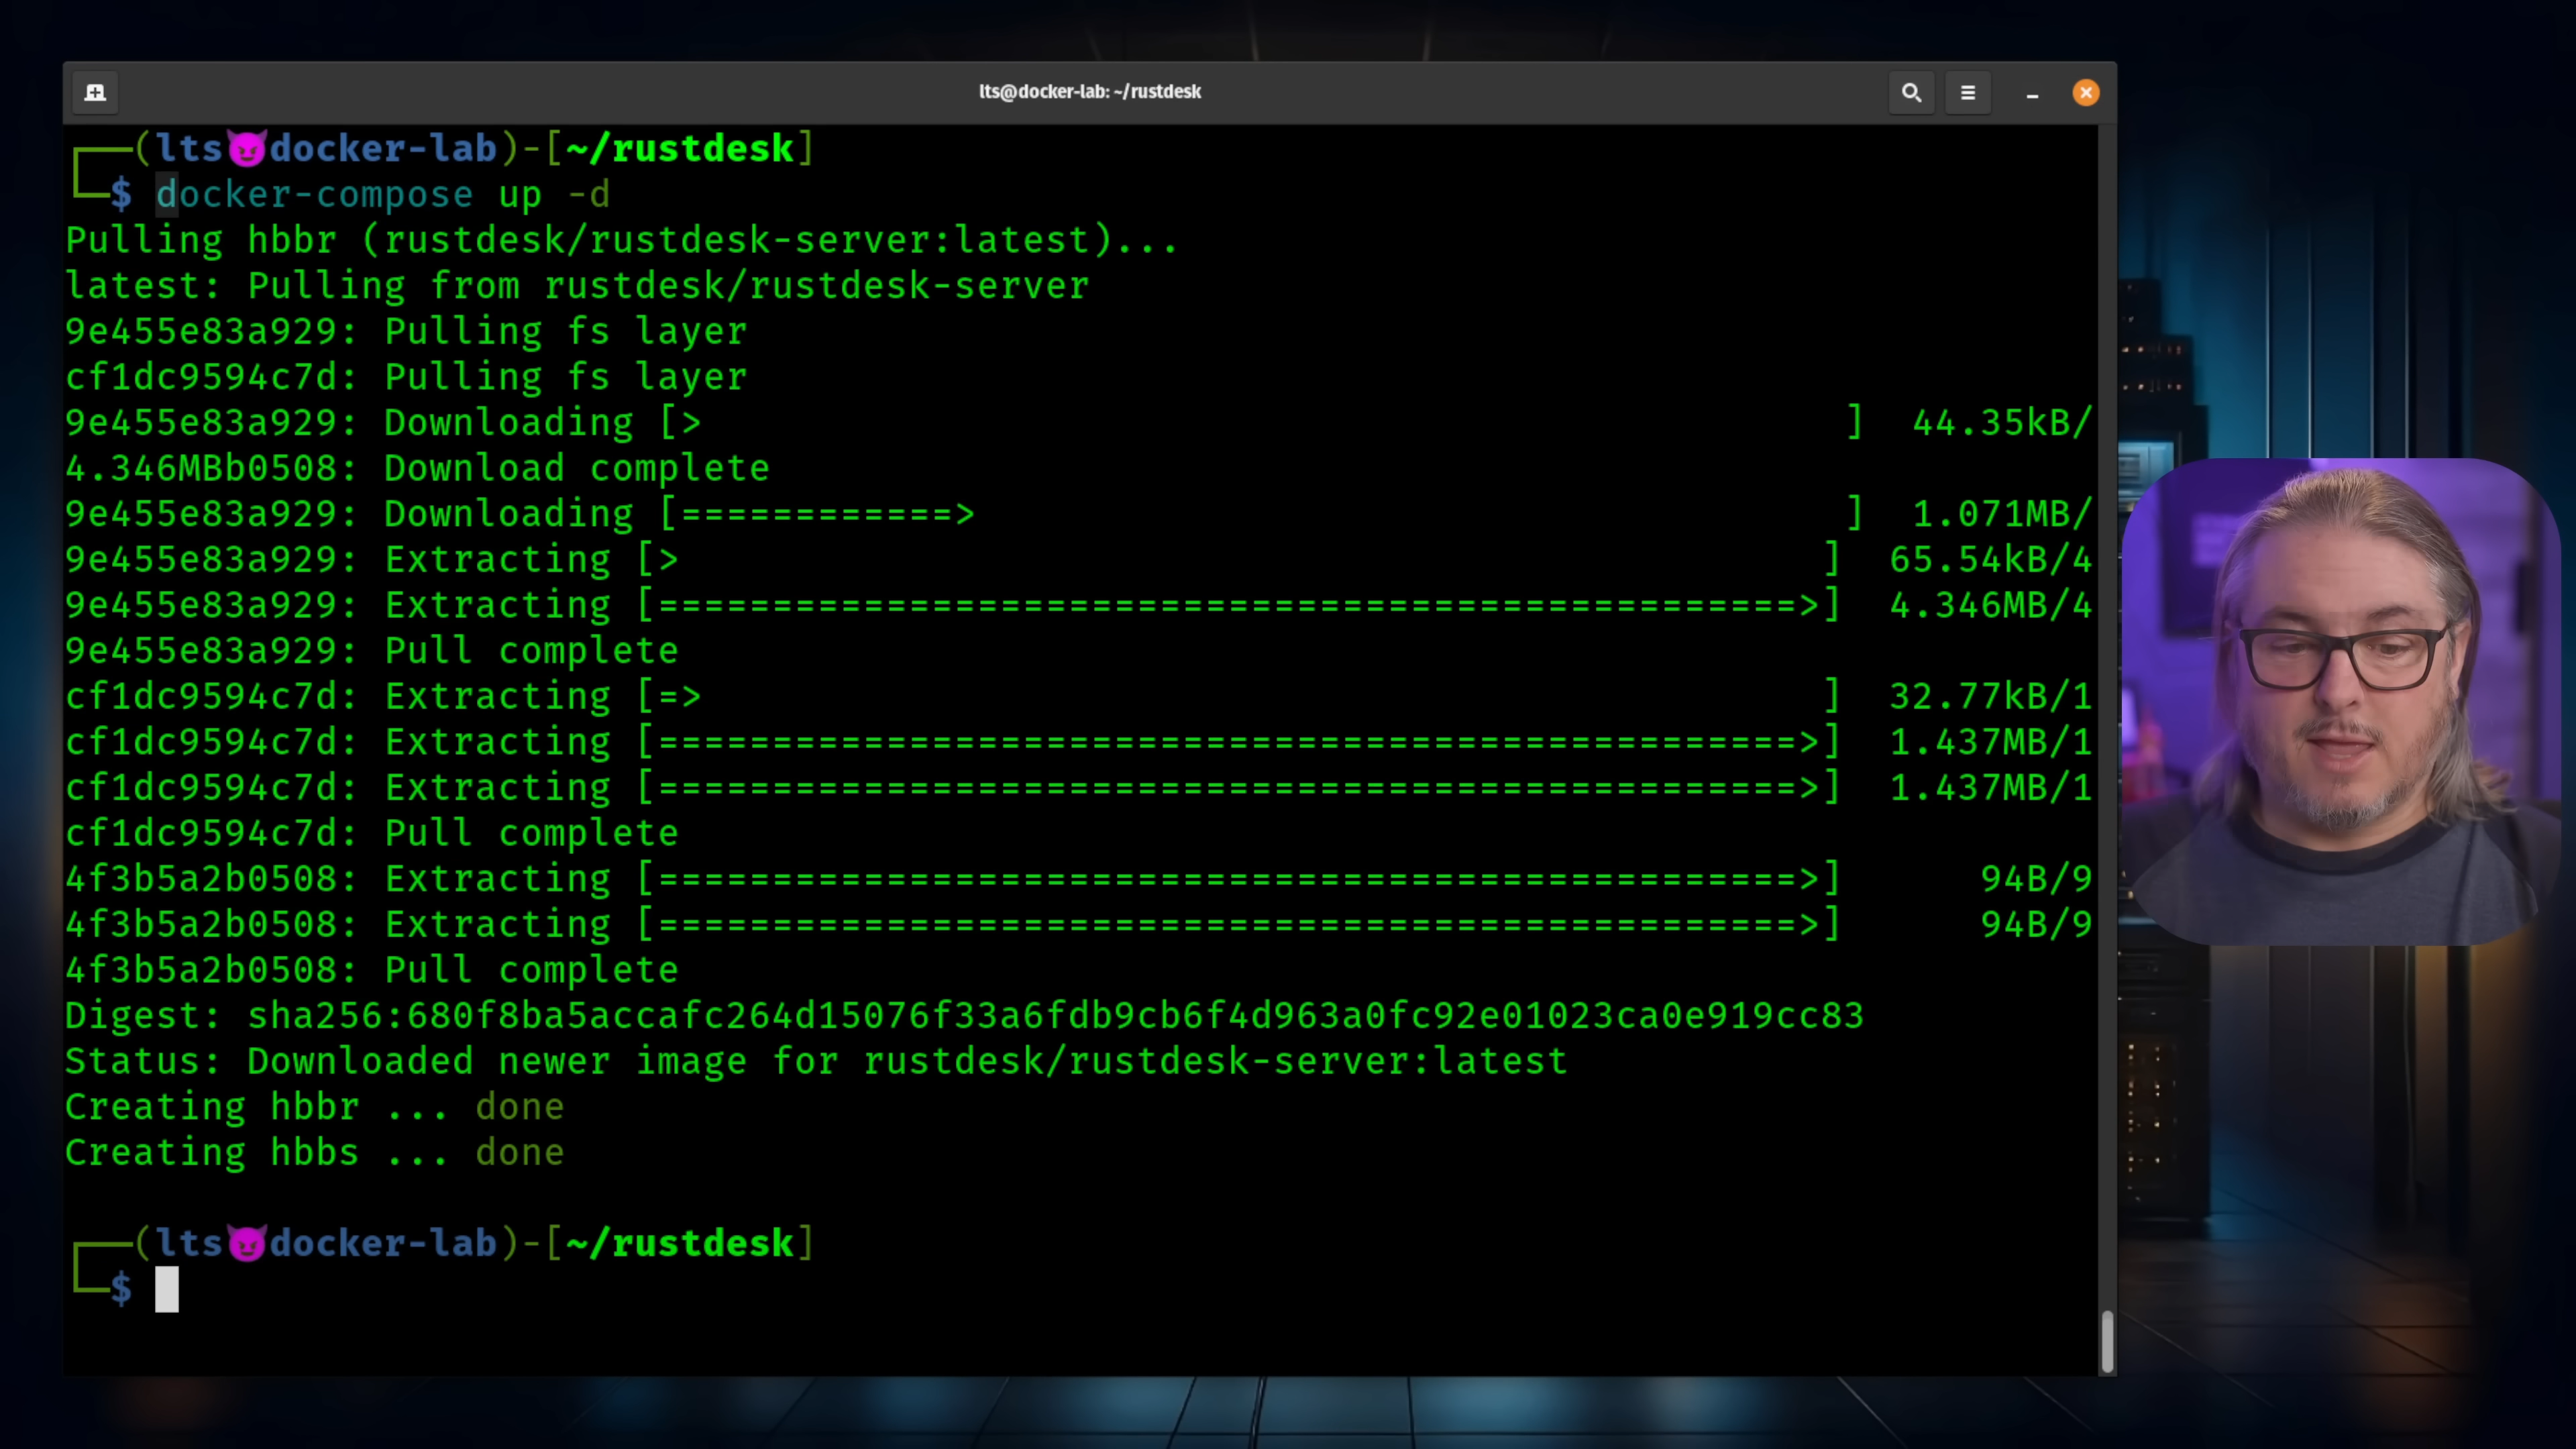 lts@docker-lab: ~/rustdesk
┌──(lts😈docker-lab)-[~/rustdesk]
└─$ docker-compose up -d
Pulling hbbr (rustdesk/rustdesk-server:latest)...
latest: Pulling from rustdesk/rustdesk-server
9e455e83a929: Pulling fs layer
cf1dc9594c7d: Pulling fs layer
9e455e83a929: Downloading [>                                                  ]  44.35kB/
4.346MBb0508: Download complete
9e455e83a929: Downloading [============>                                      ]  1.071MB/
9e455e83a929: Extracting [>                                                  ]  65.54kB/4
9e455e83a929: Extracting [==================================================>]  4.346MB/4
9e455e83a929: Pull complete
cf1dc9594c7d: Extracting [=>                                                 ]  32.77kB/1
cf1dc9594c7d: Extracting [==================================================>]  1.437MB/1
cf1dc9594c7d: Extracting [==================================================>]  1.437MB/1
cf1dc9594c7d: Pull complete
4f3b5a2b0508: Extracting [==================================================>]      94B/9
4f3b5a2b0508: Extracting [==================================================>]      94B/9
4f3b5a2b0508: Pull complete
Digest: sha256:680f8ba5accafc264d15076f33a6fdb9cb6f4d963a0fc92e01023ca0e919cc83
Status: Downloaded newer image for rustdesk/rustdesk-server:latest
Creating hbbr ... done
Creating hbbs ... done
┌──(lts😈docker-lab)-[~/rustdesk]
└─$